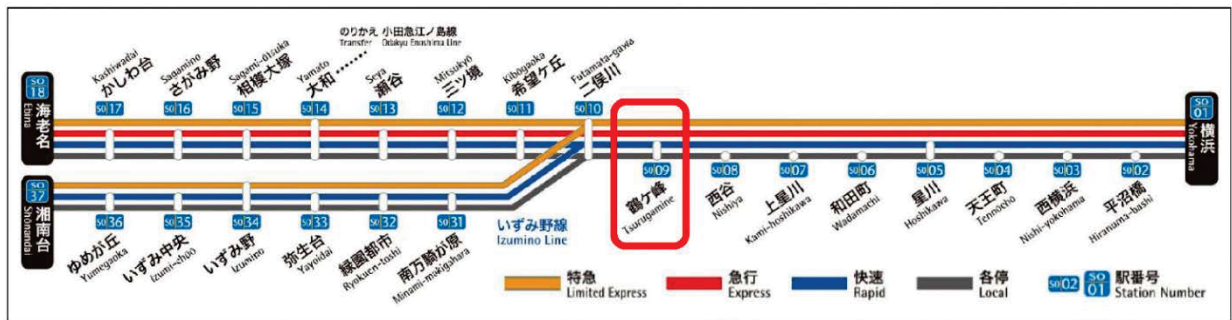 のりかえ 小田急江ノ島線
Transfer Odakyu Enoshima Line
SO 18
海老名
Ebina
Kashiwadai
かしわ台
SO 17
Sagamino
さがみ野
SO 16
Sagami-ōtsuka
相模大塚
SO 15
Yamato
大和
SO 14
Seya
瀬谷
SO 13
Mitsukyō
三ツ境
SO 12
Kibōgaoka
希望ケ丘
SO 11
Futamata-gawa
二俣川
SO 10
SO 09
鶴ケ峰
Tsurugamine
SO 08
西谷
Nishiya
SO 07
上星川
Kami-hoshikawa
SO 06
和田町
Wadamachi
SO 05
星川
Hoshikawa
SO 04
天王町
Tennōcho
SO 03
西横浜
Nishi-yokohama
SO 02
平沼橋
Hiranuma-bashi
SO 01
横浜
Yokohama
SO 37
湘南台
Shōnandai
SO 36
ゆめが丘
Yumegaoka
SO 35
いずみ中央
Izumi-chūō
SO 34
いずみ野
Izumino
SO 33
弥生台
Yayoidai
SO 32
緑園都市
Ryokuen-toshi
SO 31
南万騎が原
Minami-makigahara
いずみ野線
Izumino Line
特急
Limited Express
急行
Express
快速
Rapid
各停
Local
SO 02
SO 01
駅番号
Station Number